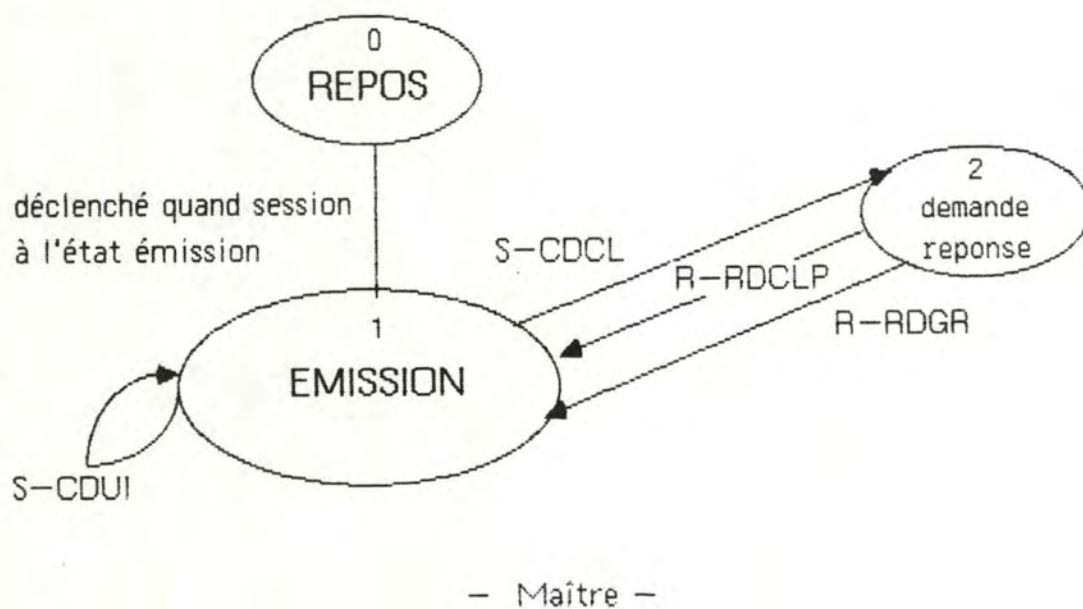 0
REPOS
déclenché quand session
à l'état émission
2
demande
reponse
S-CDCL
R-RDCLP
R-RDGR
1
EMISSION
S-CDUI
- Maître -